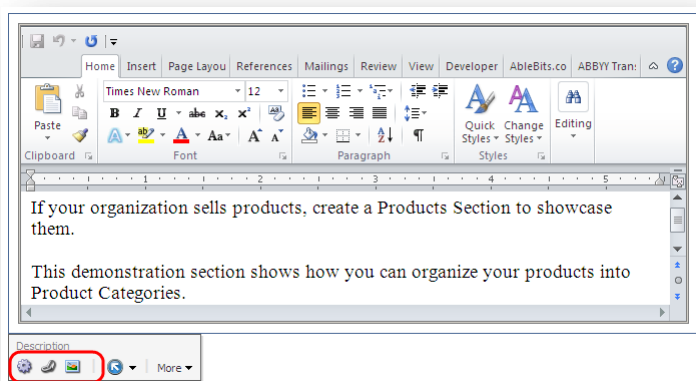 Home Insert Page Layou References Mailings Review View Developer AbleBits.co ABBYY Tran:
Times New Roman 12
Paste
B I U abc X₂ X²
Aa A A
Quick Styles Change Styles Editing
Clipboard Font Paragraph Styles
1 2 3 4 5
If your organization sells products, create a Products Section to showcase
them.
This demonstration section shows how you can organize your products into
Product Categories.
Description
More